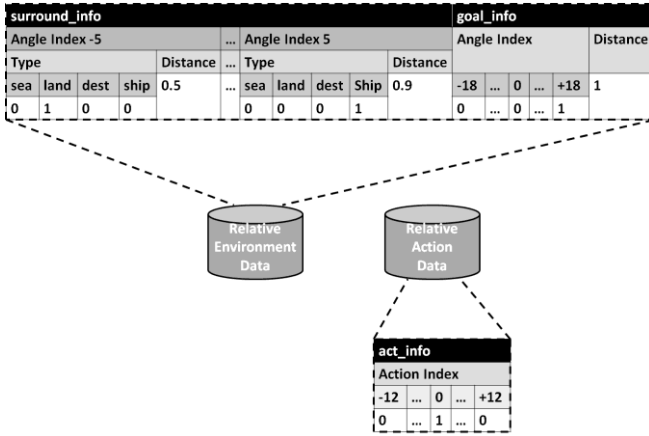 surround_info goal_info
Angle Index -5 ... Angle Index 5 Angle Index Distance
Type Distance ... Type Distance
sea land dest ship 0.5 ... sea land dest Ship 0.9 -18 ... 0 ... +18 1
0 1 0 0 0 0 0 1 0 ... 0 ... 1
Relative Environment Data
Relative Action Data
act_info
Action Index
-12 ... 0 ... +12
0 ... 1 ... 0